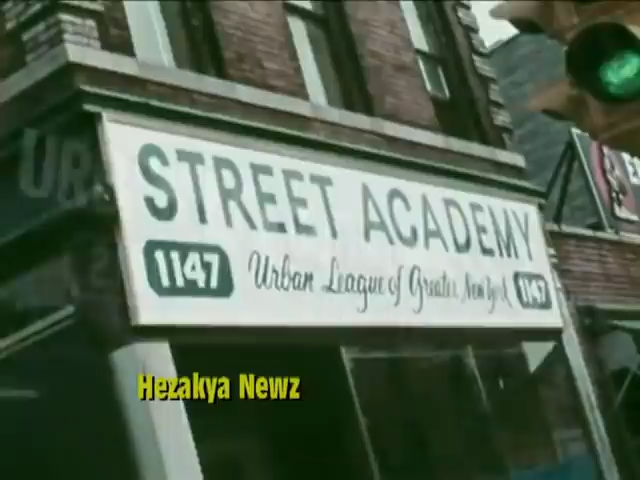 STREET ACADEMY
1147 Urban League of Greater New York 1147
Hezakya Newz